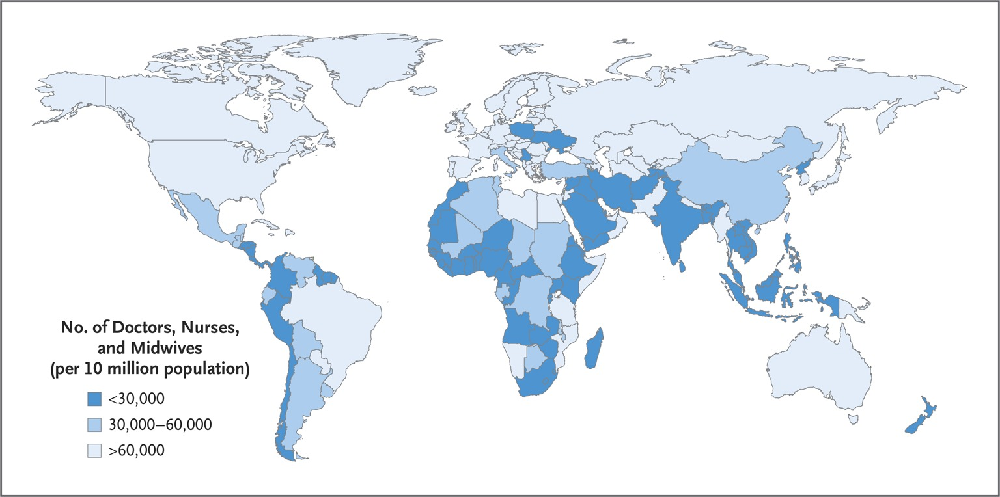 No. of Doctors, Nurses,
and Midwives
(per 10 million population)
<30,000
30,000–60,000
>60,000